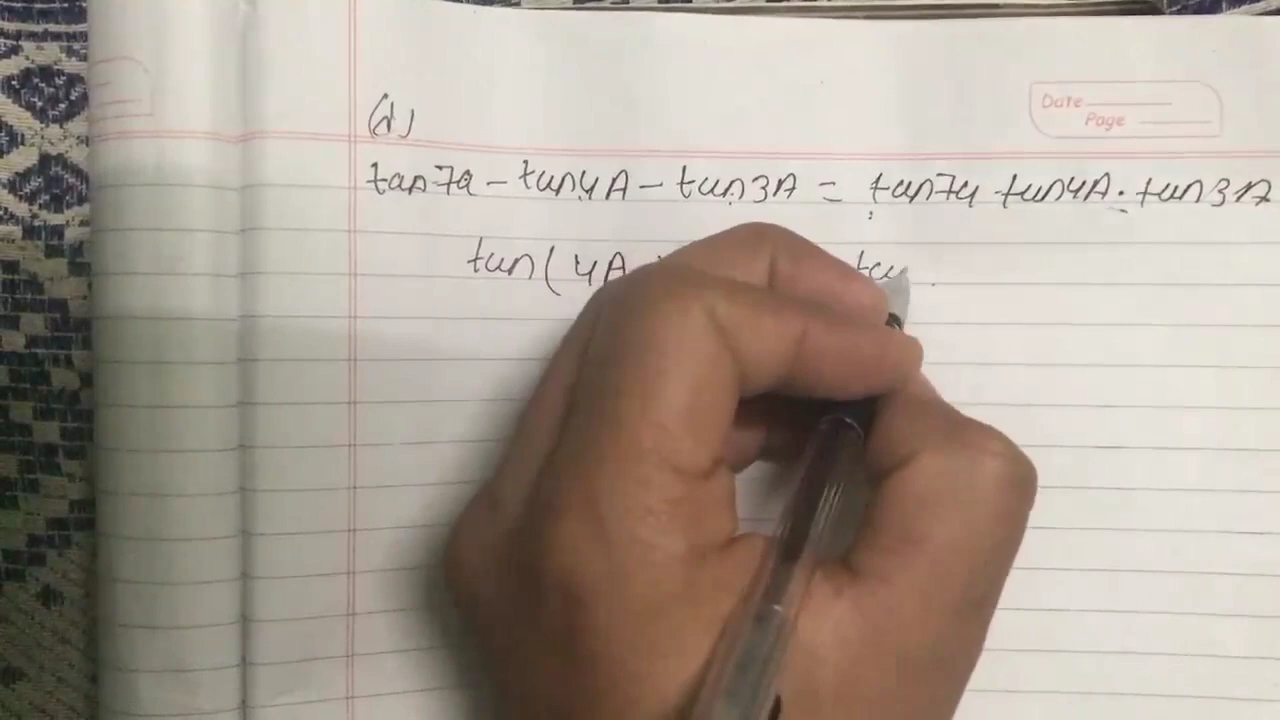 Date
Page
(d)
tan7a - tan4A - tan3A = tan7a tan4A . tan3A
tan( 4A